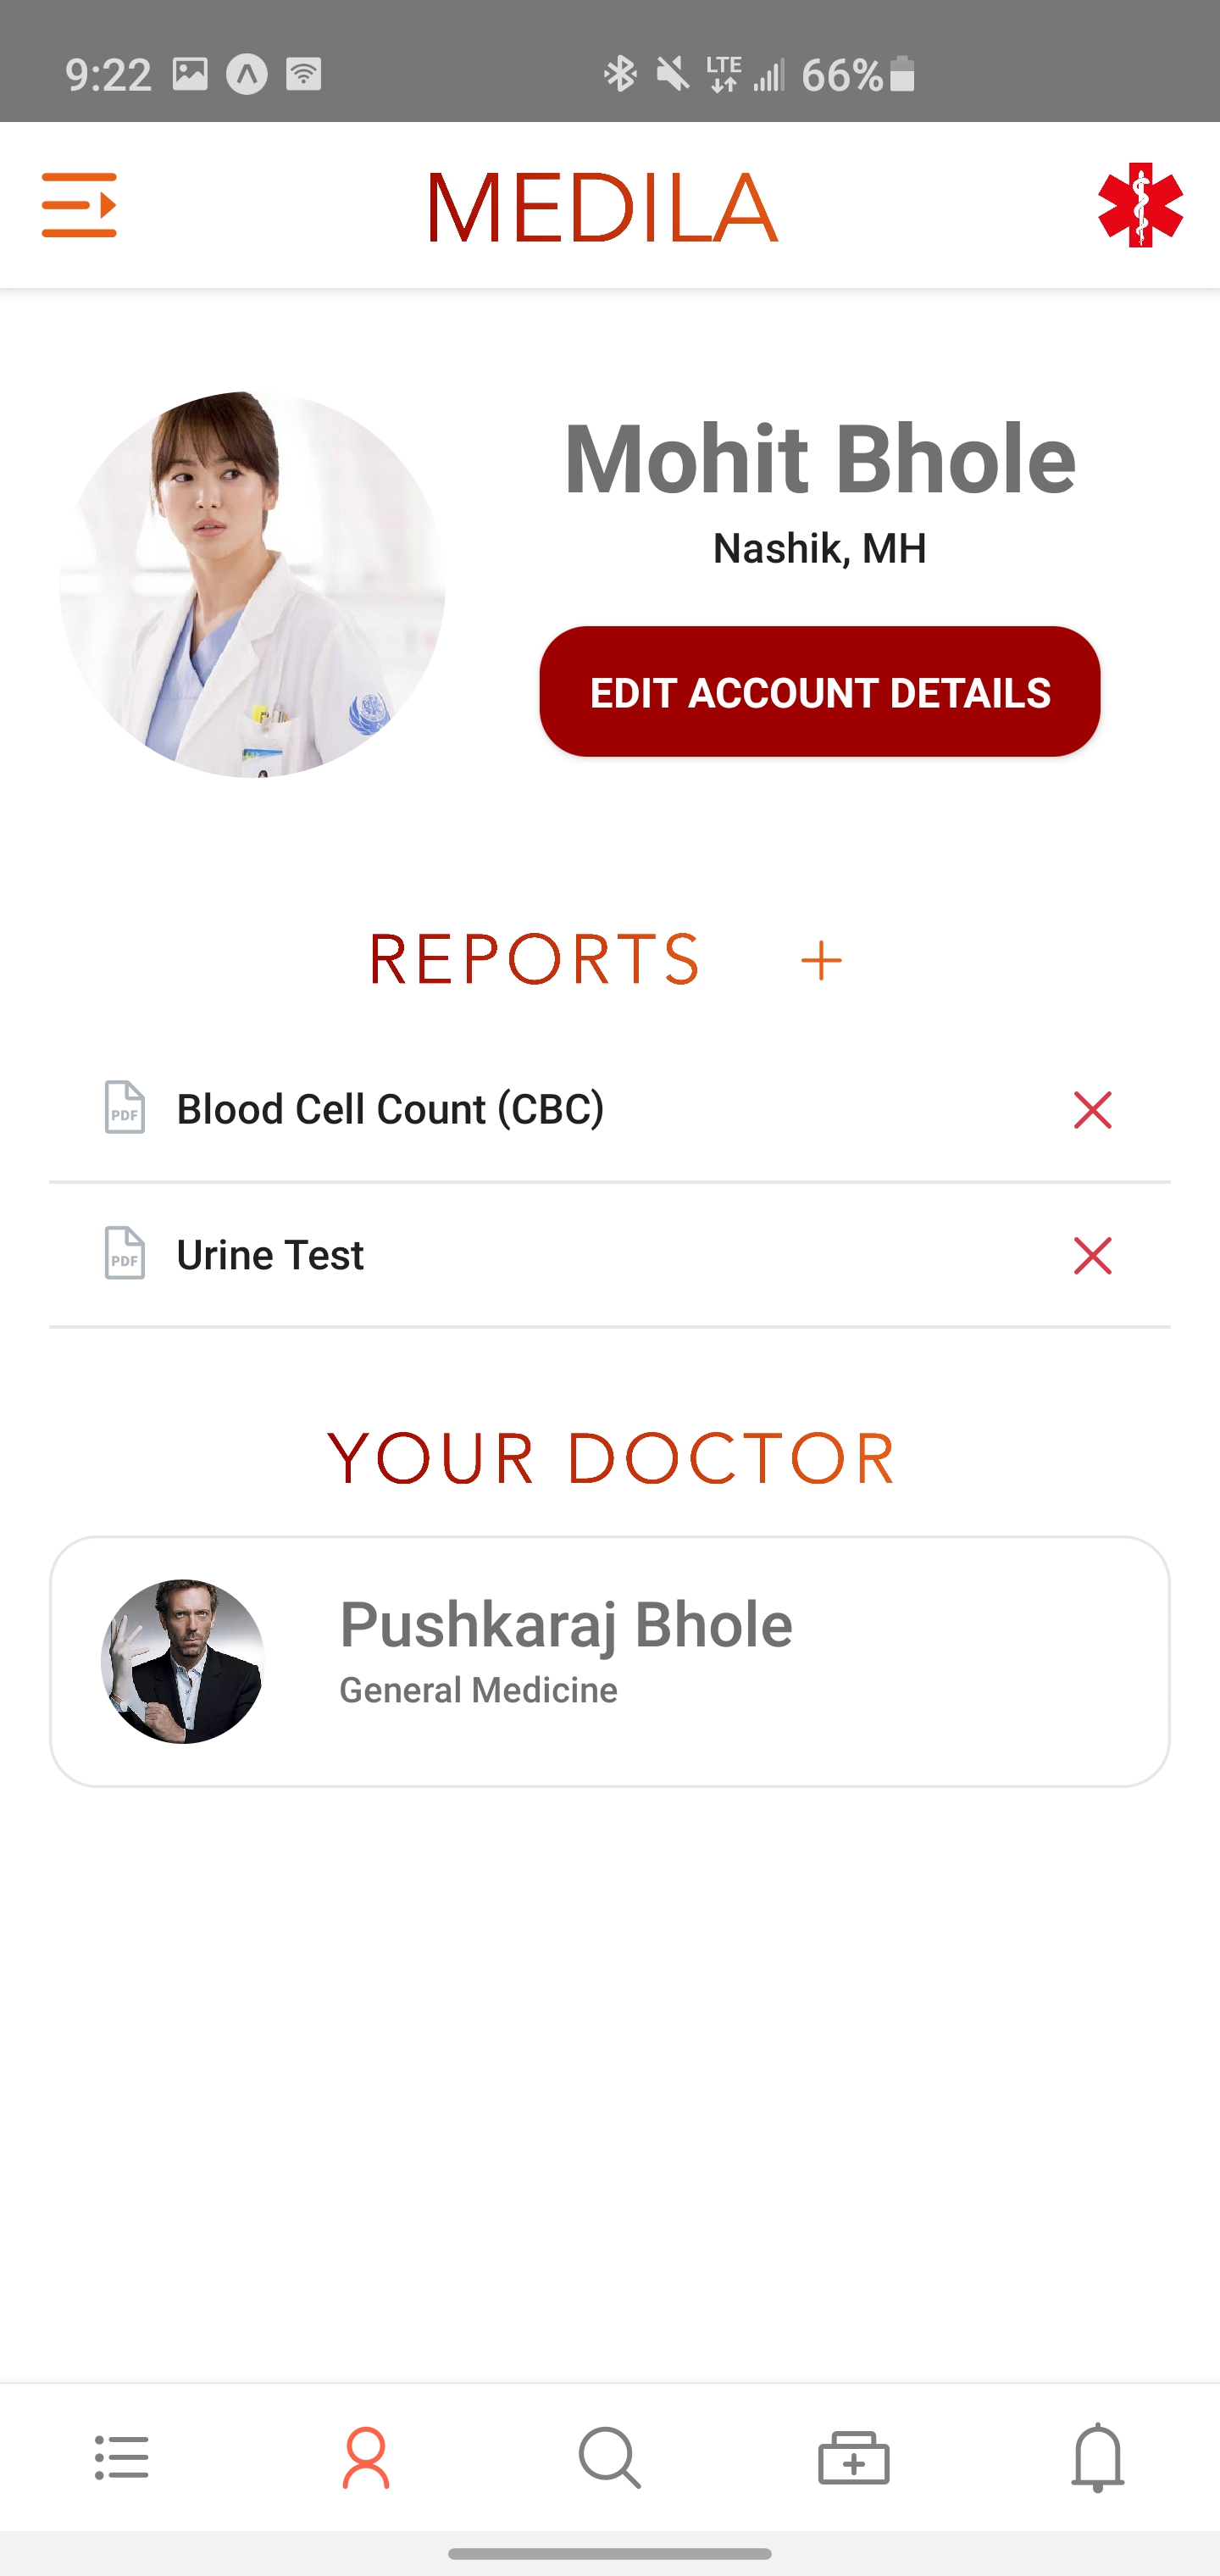 9:22 LTE 66%
MEDILA
Mohit Bhole
Nashik, MH
EDIT ACCOUNT DETAILS
REPORTS +
PDF Blood Cell Count (CBC)
PDF Urine Test
YOUR DOCTOR
Pushkaraj Bhole
General Medicine